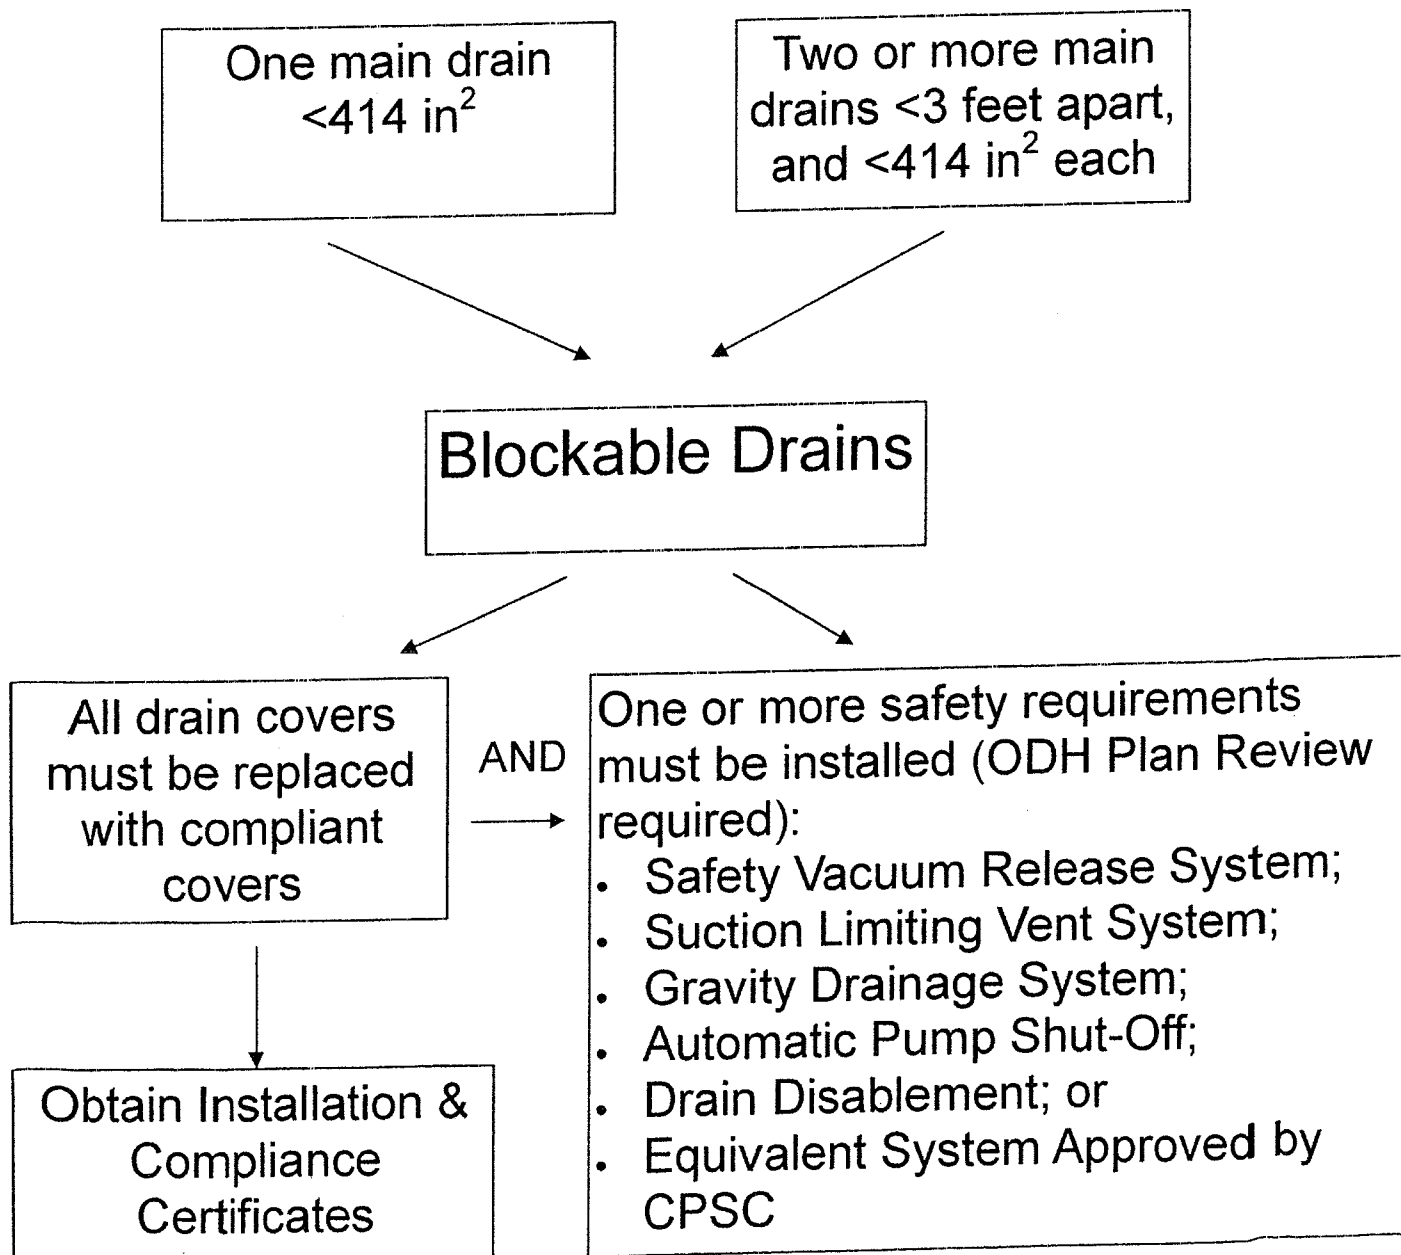 One main drain
<414 in²
Two or more main
drains <3 feet apart,
and <414 in² each
Blockable Drains
All drain covers
must be replaced
with compliant
covers
AND
One or more safety requirements
must be installed (ODH Plan Review
required):
• Safety Vacuum Release System;
• Suction Limiting Vent System;
• Gravity Drainage System;
• Automatic Pump Shut-Off;
• Drain Disablement; or
• Equivalent System Approved by
CPSC
Obtain Installation &
Compliance
Certificates